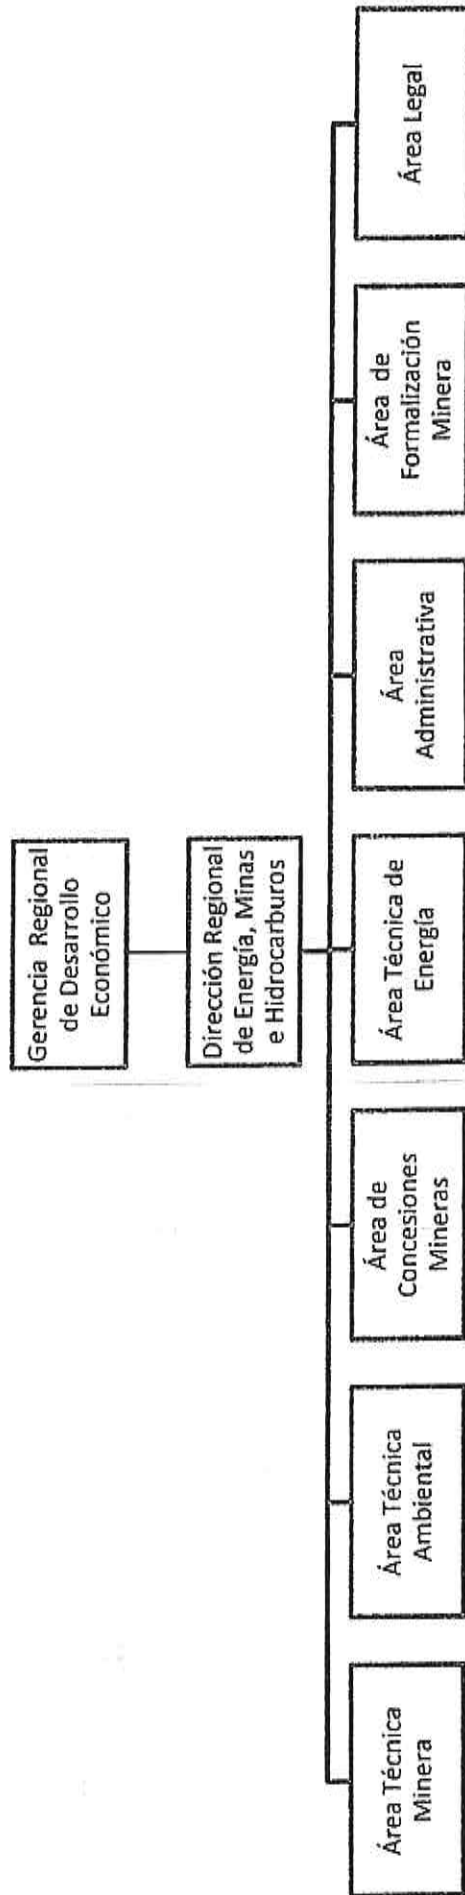 Gerencia Regional
de Desarrollo
Económico
Dirección Regional
de Energía, Minas
e Hidrocarburos
Área Técnica
Minera
Área Técnica
Ambiental
Área de
Concesiones
Mineras
Área Técnica de
Energía
Área
Administrativa
Área de
Formalización
Minera
Área Legal